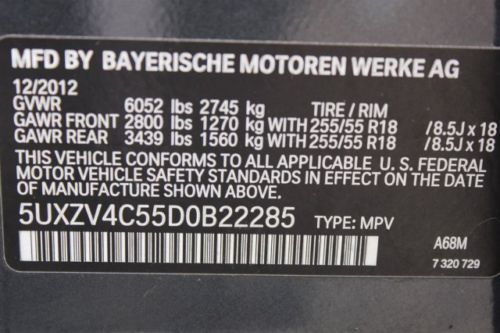 MFD BY BAYERISCHE MOTOREN WERKE AG
12/2012
GVWR 6052 lbs 2745 kg TIRE / RIM
GAWR FRONT 2800 lbs 1270 kg WITH 255/55 R18 /8.5J x 18
GAWR REAR 3439 lbs 1560 kg WITH 255/55 R18 /8.5J x 18
THIS VEHICLE CONFORMS TO ALL APPLICABLE U. S. FEDERAL
MOTOR VEHICLE SAFETY STANDARDS IN EFFECT ON THE DATE
OF MANUFACTURE SHOWN ABOVE.
5UXZV4C55D0B22285 TYPE: MPV
A68M
7 320 729